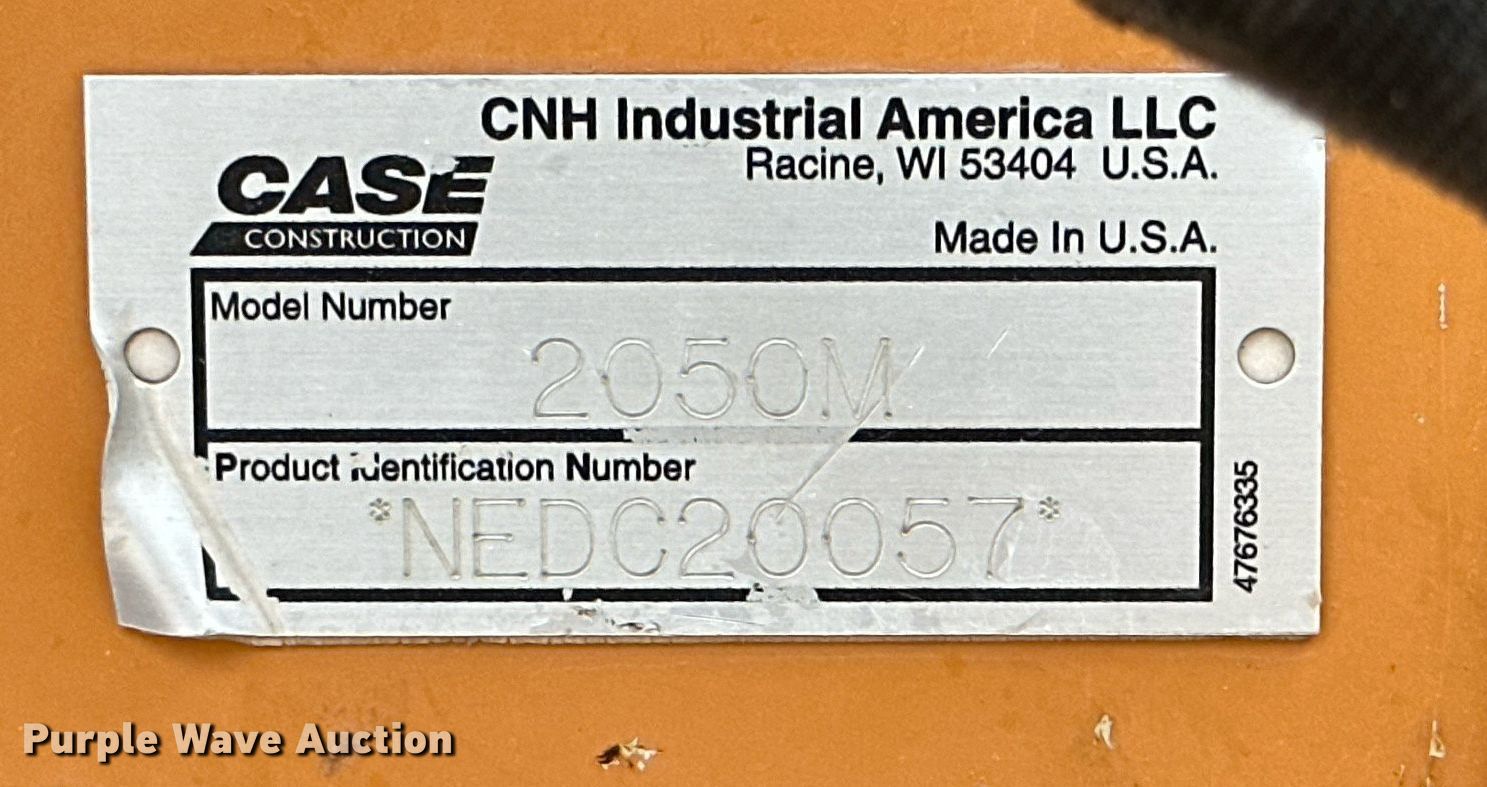 CNH Industrial America LLC
Racine, WI 53404 U.S.A.
CASE
CONSTRUCTION
Made In U.S.A.
Model Number
2050M
Product Identification Number
*NEDC20057*
47676335
Purple Wave Auction